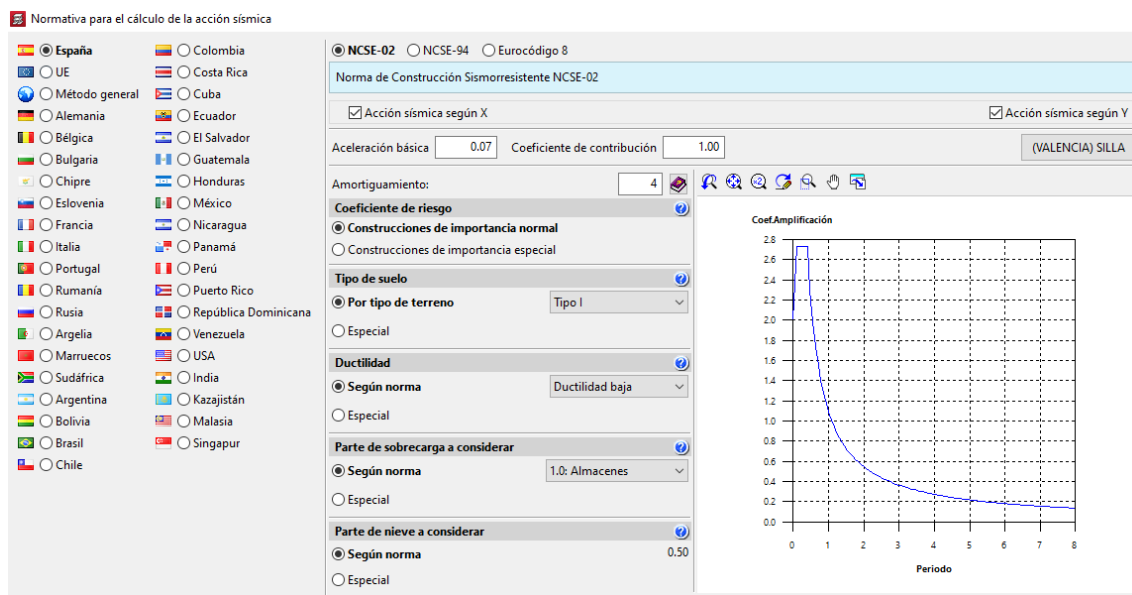 Normativa para el cálculo de la acción sísmica
España
UE
Método general
Alemania
Bélgica
Bulgaria
Chipre
Eslovenia
Francia
Italia
Portugal
Rumanía
Rusia
Argelia
Marruecos
Sudáfrica
Argentina
Bolivia
Brasil
Chile
Colombia
Costa Rica
Cuba
Ecuador
El Salvador
Guatemala
Honduras
México
Nicaragua
Panamá
Perú
Puerto Rico
República Dominicana
Venezuela
USA
India
Kazajistán
Malasia
Singapur
NCSE-02 NCSE-94 Eurocódigo 8
Norma de Construcción Sismorresistente NCSE-02
Acción sísmica según X Acción sísmica según Y
Aceleración básica 0.07 Coeficiente de contribución 1.00 (VALENCIA) SILLA
Amortiguamiento: 4
Coeficiente de riesgo
Construcciones de importancia normal
Construcciones de importancia especial
Tipo de suelo
Por tipo de terreno Tipo I
Especial
Ductilidad
Según norma Ductilidad baja
Especial
Parte de sobrecarga a considerar
Según norma 1.0: Almacenes
Especial
Parte de nieve a considerar
Según norma 0.50
Especial
Coef.Amplificación
2.8
2.6
2.4
2.2
2.0
1.8
1.6
1.4
1.2
1.0
0.8
0.6
0.4
0.2
0.0
0 1 2 3 4 5 6 7 8
Periodo